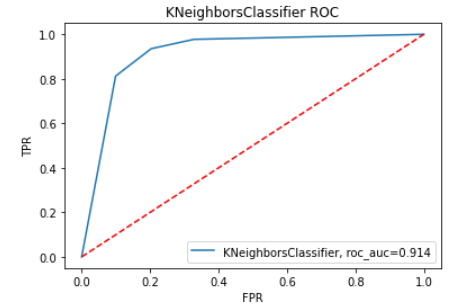 KNeighborsClassifier ROC
1.0
0.8
0.6
0.4
0.2
0.0
TPR
KNeighborsClassifier, roc_auc=0.914
0.0 0.2 0.4 0.6 0.8 1.0
FPR